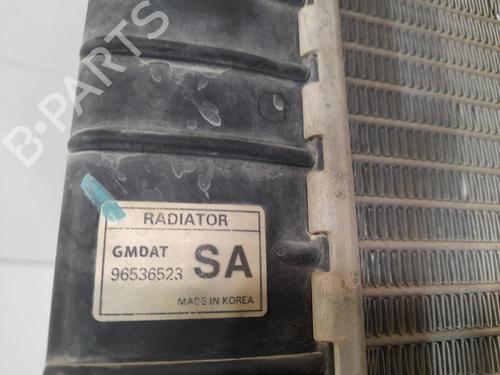 B-PARTS
RADIATOR
GMDAT
96536523
SA
MADE IN KOREA